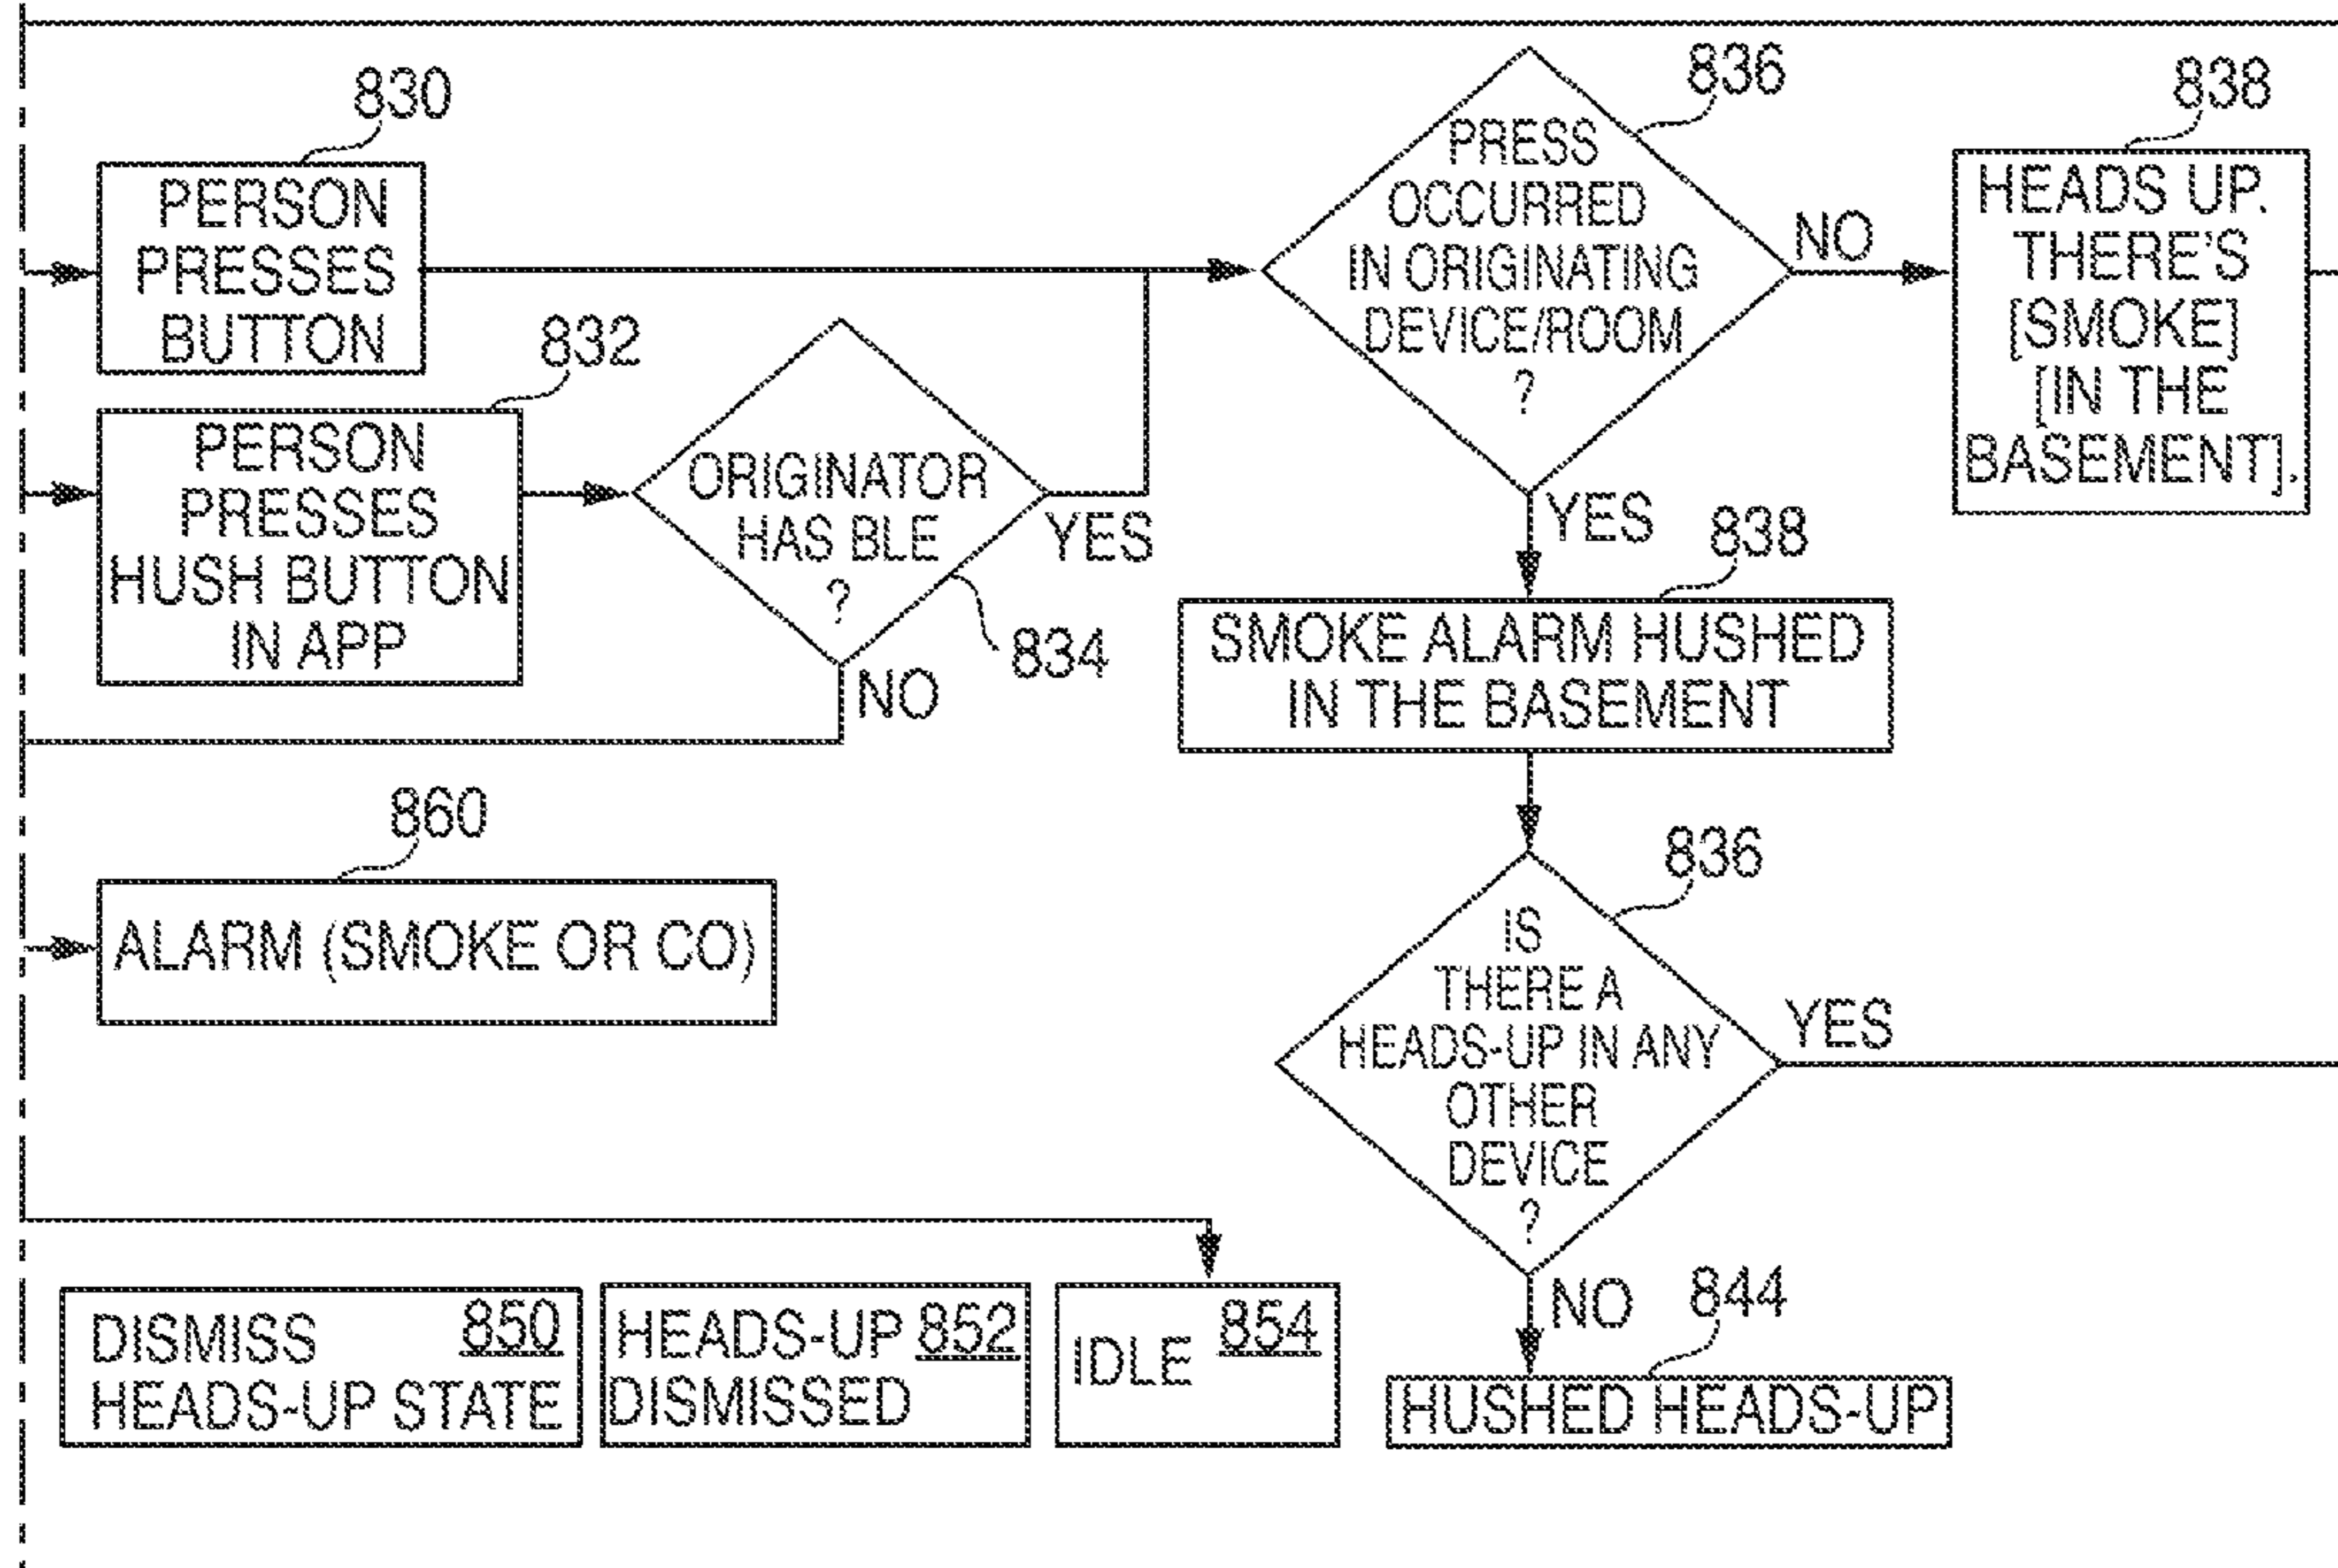 830
PERSON
PRESSES
BUTTON
832
PERSON
PRESSES
HUSH BUTTON
IN APP
ORIGINATOR
HAS BLE
?
834
YES
NO
836
PRESS
OCCURRED
IN ORIGINATING
DEVICE/ROOM
?
NO
YES
838
HEADS UP.
THERE'S
[SMOKE]
[IN THE
BASEMENT].
838
SMOKE ALARM HUSHED
IN THE BASEMENT
860
ALARM (SMOKE OR CO)
836
IS
THERE A
HEADS-UP IN ANY
OTHER
DEVICE
?
YES
NO
844
HUSHED HEADS-UP
DISMISS 850
HEADS-UP STATE
HEADS-UP 852
DISMISSED
IDLE 854